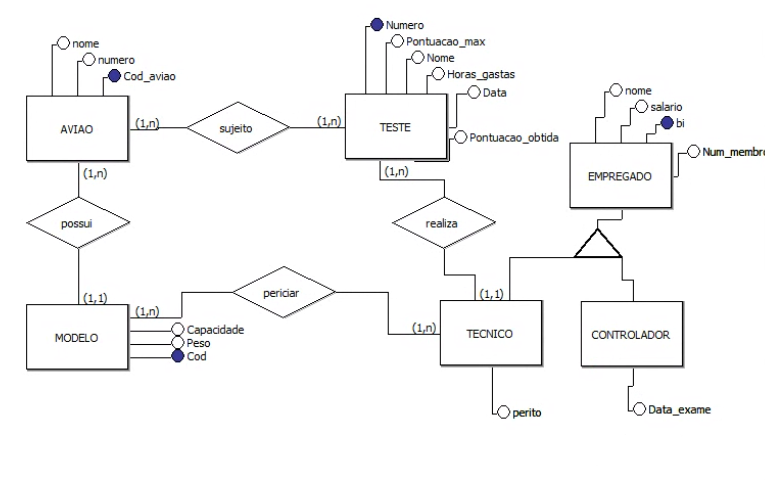 Numero
Pontuacao_max
nome
Nome
numero
Horas_gastas
Cod_aviao
Data
nome
salario
bi
AVIAO
(1,n)
sujeito
(1,n)
TESTE
Pontuacao_obtida
Num_membro
(1,n)
(1,n)
EMPREGADO
possui
realiza
(1,1)
(1,n)
periciar
(1,n)
(1,1)
MODELO
Capacidade
Peso
Cod
TECNICO
CONTROLADOR
perito
Data_exame